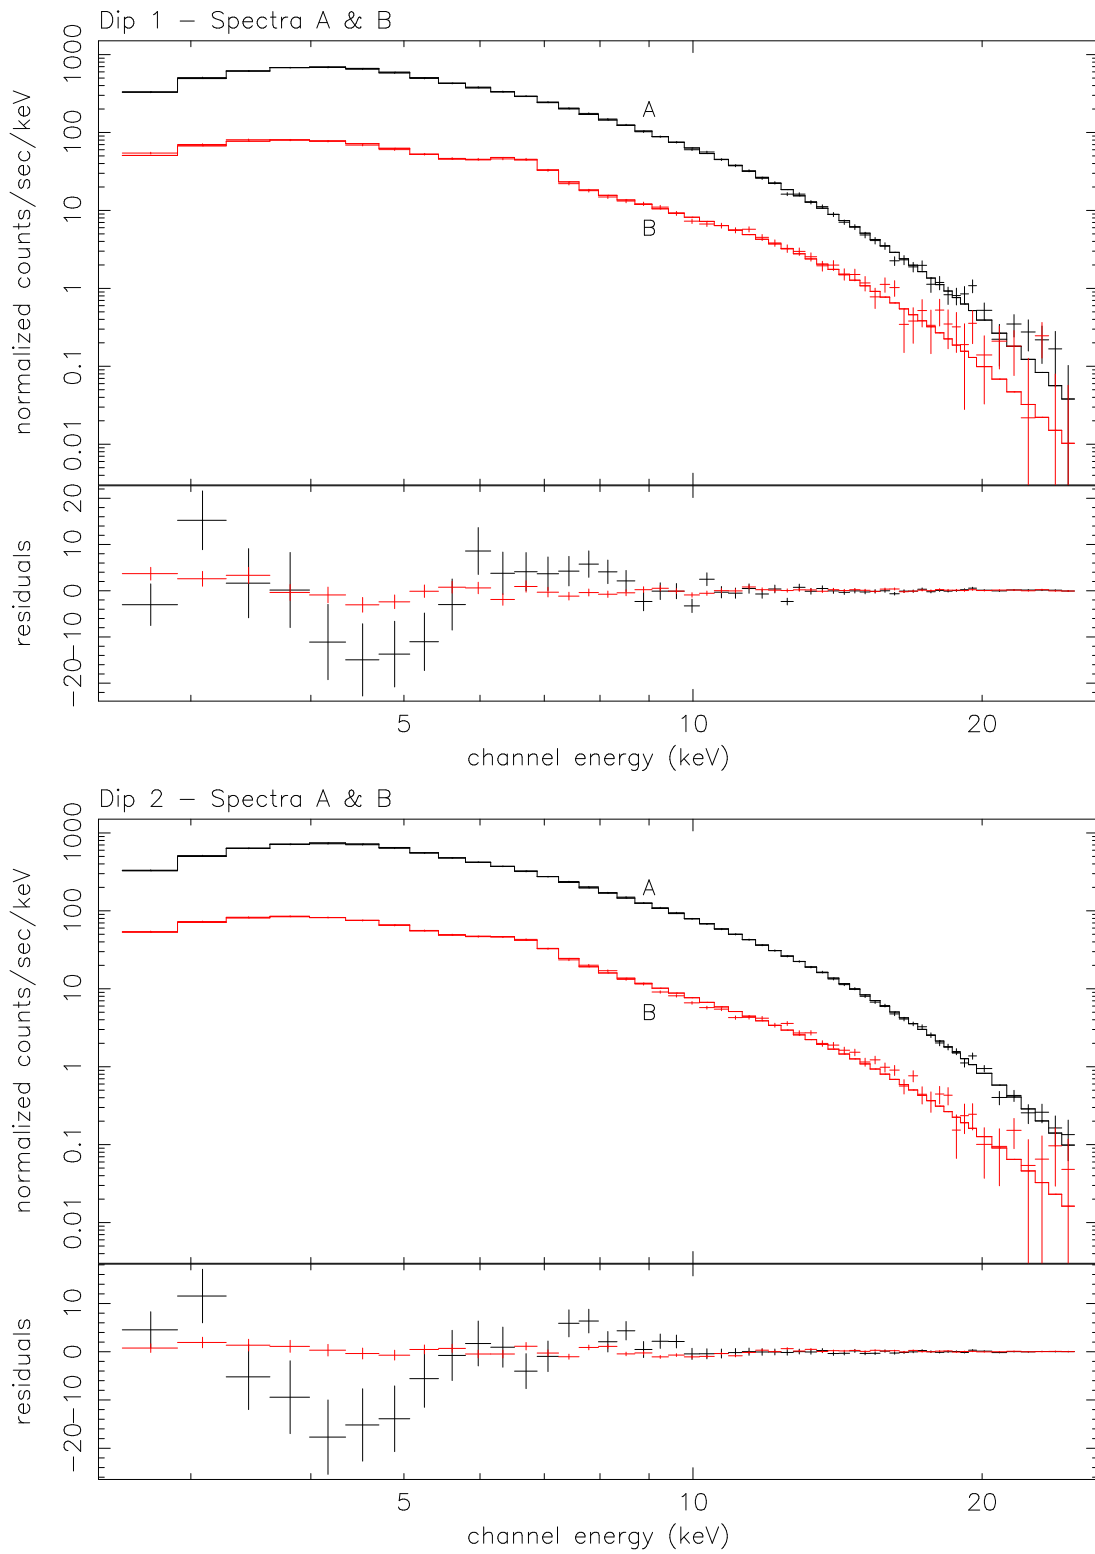 Dip 1 − Spectra A & B
normalized counts/sec/keV
1000
100
10
1
0.1
0.01
A
B
residuals
20
10
0
−10
−20
5 10 20
channel energy (keV)
Dip 2 − Spectra A & B
normalized counts/sec/keV
1000
100
10
1
0.1
0.01
A
B
residuals
10
0
−10
−20
5 10 20
channel energy (keV)